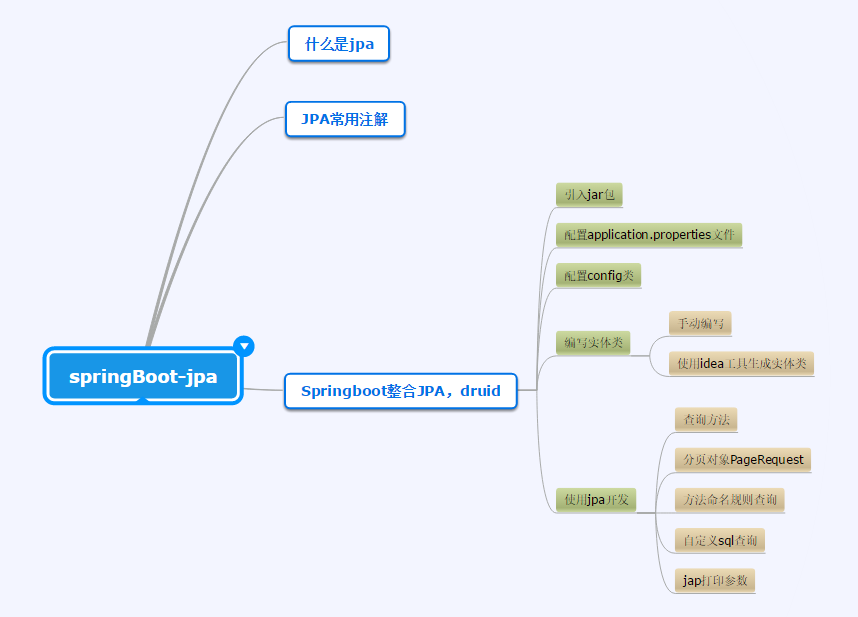 什么是jpa
JPA常用注解
引入jar包
配置application.properties文件
配置config类
手动编写
编写实体类
使用idea工具生成实体类
springBoot-jpa
Springboot整合JPA，druid
查询方法
分页对象PageRequest
使用jpa开发
方法命名规则查询
自定义sql查询
jap打印参数